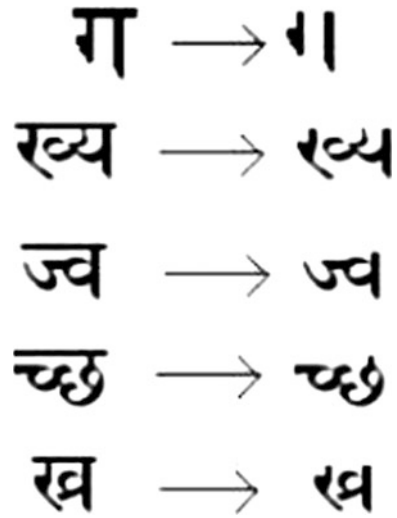 ग → ग
ख्य → ख्य
ज्व → ज्व
च्छ → च्छ
ख्र → ख्र